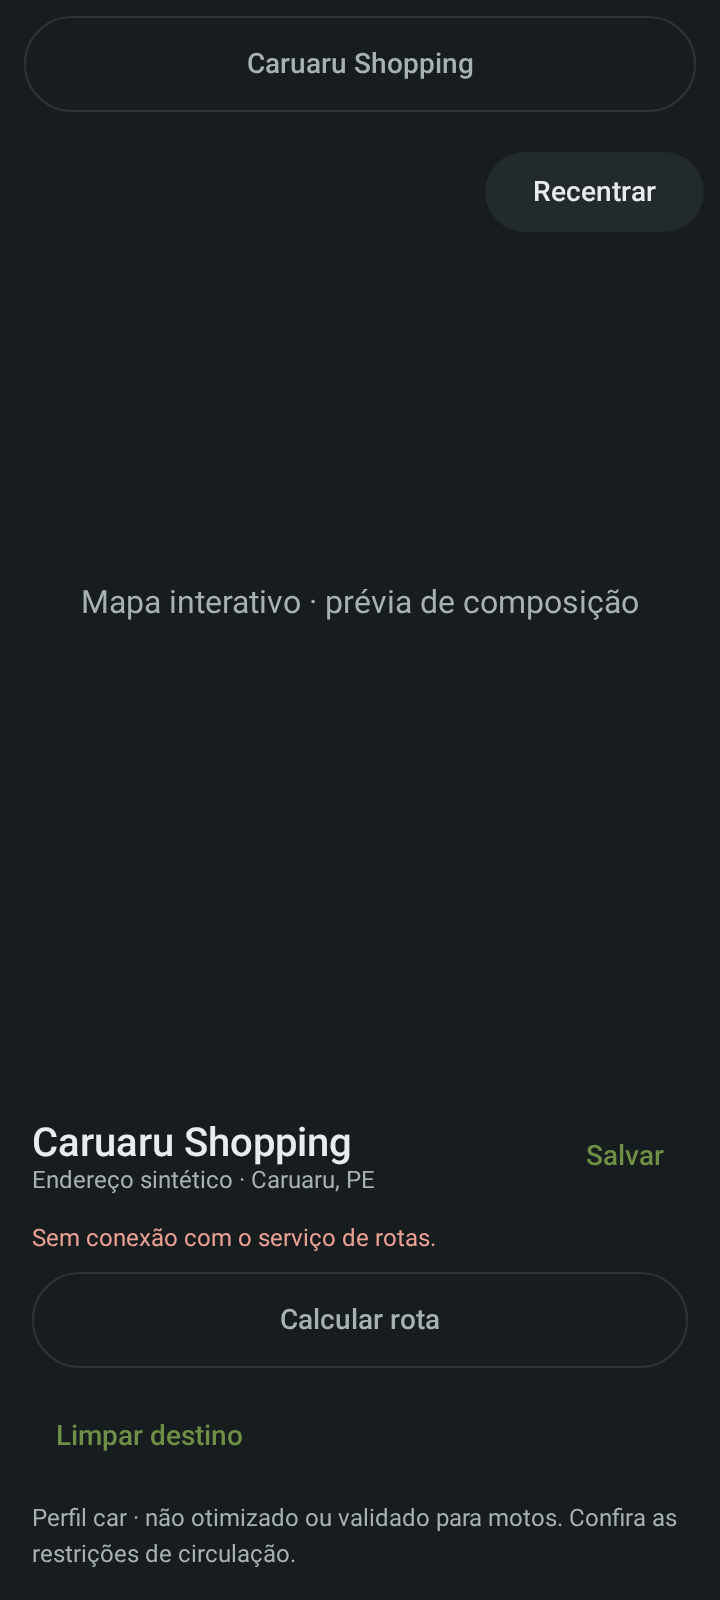 Caruaru Shopping
Recentrar
Mapa interativo · prévia de composição
Caruaru Shopping
Salvar
Endereço sintético · Caruaru, PE
Sem conexão com o serviço de rotas.
Calcular rota
Limpar destino
Perfil car · não otimizado ou validado para motos. Confira as
restrições de circulação.